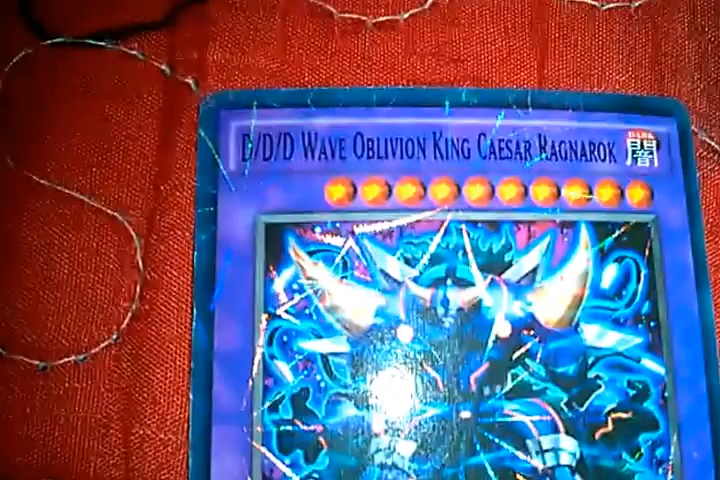 D/D/D WAVE OBLIVION KING CAESAR RAGNAROK
DARK
闇